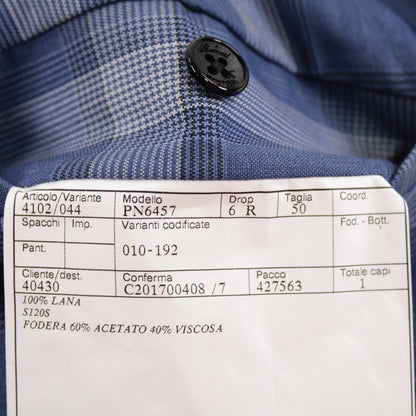 Articolo/Variante Modello Drop Taglia Coord.
4102/044 PN6457 6 R 50
Spacchi Imp. Varianti codificate Fod. - Bott.
Pant. 010-192
Cliente/dest. Conferma Pacco Totale capi
40430 C201700408 /7 427563 1
100% LANA
S120S
FODERA 60% ACETATO 40% VISCOSA